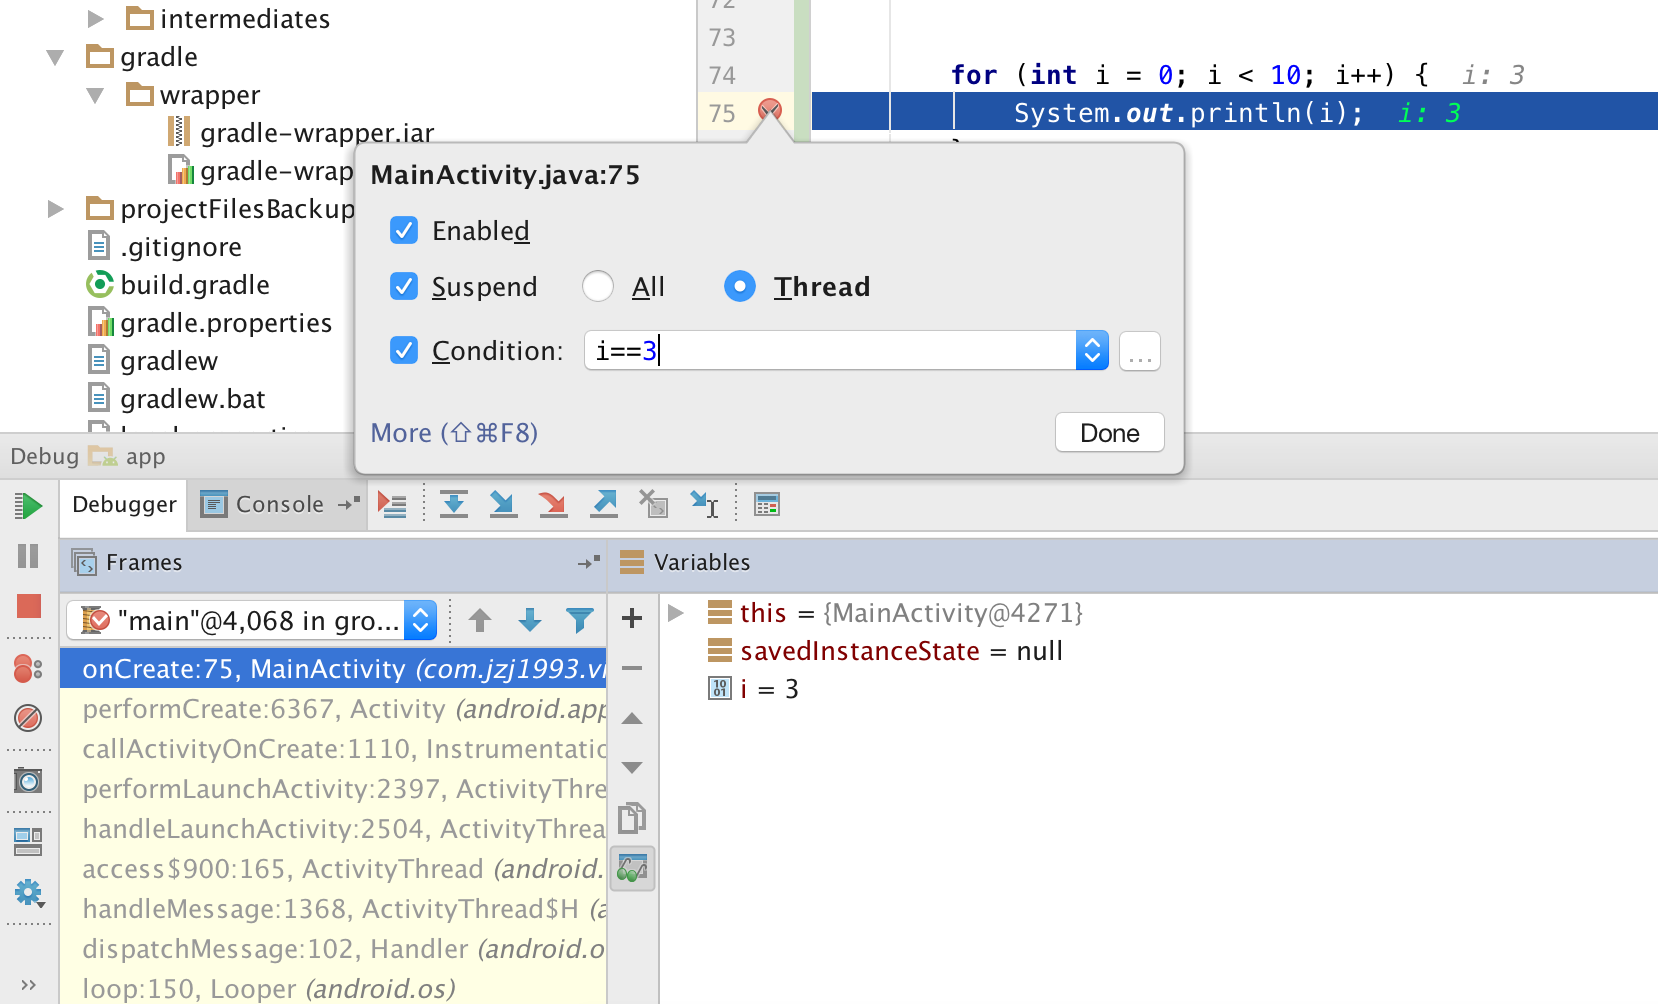 intermediates
gradle
wrapper
gradle-wrapper.jar
gradle-wrap
projectFilesBackup
.gitignore
build.gradle
gradle.properties
gradlew
gradlew.bat
72
73
74
75
for (int i = 0; i < 10; i++) {  i: 3
System.out.println(i);  i: 3
MainActivity.java:75
Enabled
Suspend All Thread
Condition: i==3 ...
More (⇧⌘F8) Done
Debug app
Debugger Console
Frames
Variables
"main"@4,068 in gro...
onCreate:75, MainActivity (com.jzj1993.vi
performCreate:6367, Activity (android.app
callActivityOnCreate:1110, Instrumentatio
performLaunchActivity:2397, ActivityThre
handleLaunchActivity:2504, ActivityThrea
access$900:165, ActivityThread (android.
handleMessage:1368, ActivityThread$H (a
dispatchMessage:102, Handler (android.o
loop:150, Looper (android.os)
this = {MainActivity@4271}
savedInstanceState = null
i = 3